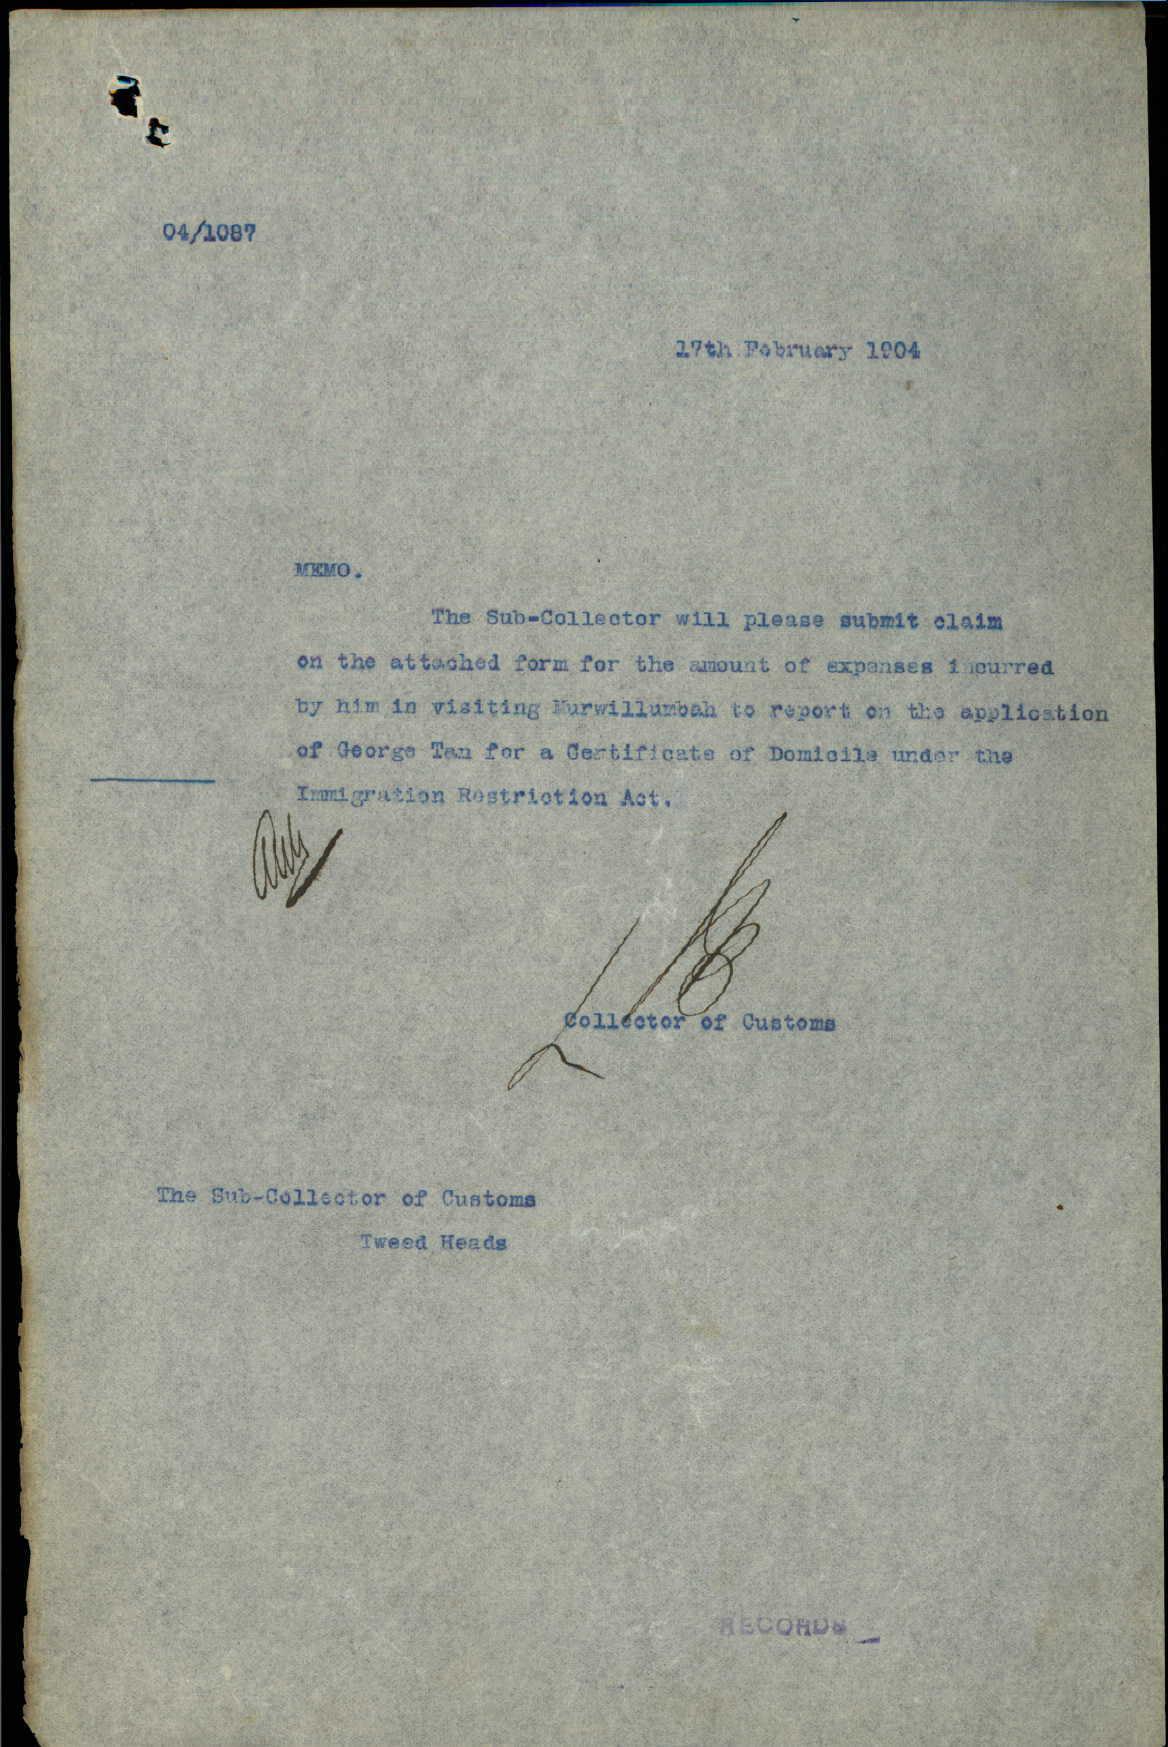 04/1087
17th February 1904
MEMO.
The Sub-Collector will please submit claim
on the attached form for the amount of expenses incurred
by him in visiting Murwillumbah to report on the application
of George Tan for a Certificate of Domicile under the
Immigration Restriction Act.
Collector of Customs
The Sub-Collector of Customs
Tweed Heads
RECORDS